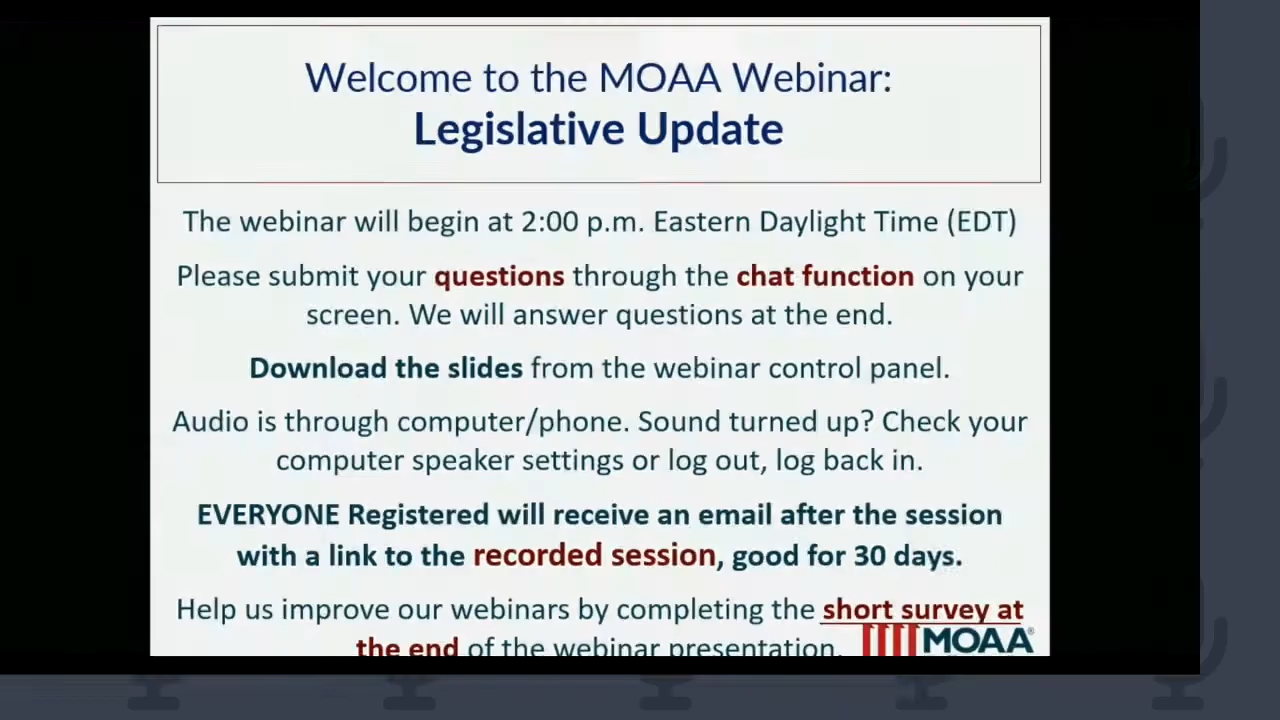 Welcome to the MOAA Webinar:
Legislative Update
The webinar will begin at 2:00 p.m. Eastern Daylight Time (EDT)
Please submit your questions through the chat function on your
screen. We will answer questions at the end.
Download the slides from the webinar control panel.
Audio is through computer/phone. Sound turned up? Check your
computer speaker settings or log out, log back in.
EVERYONE Registered will receive an email after the session
with a link to the recorded session, good for 30 days.
Help us improve our webinars by completing the short survey at
the end of the webinar presentation.
MOAA®